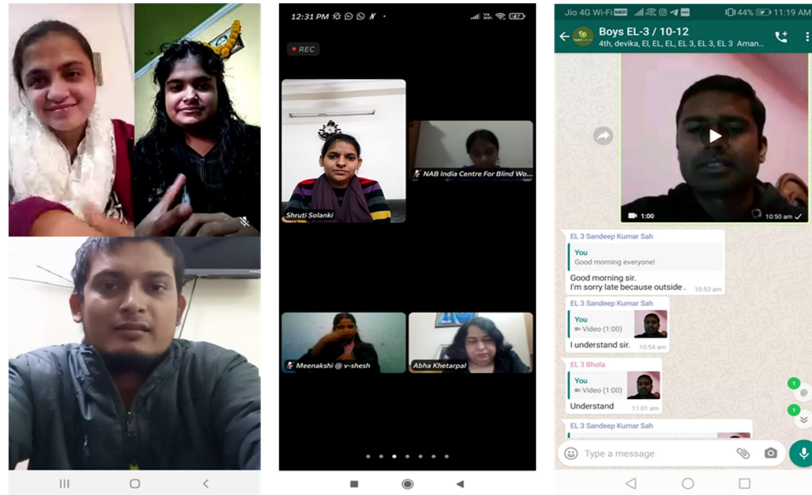 12:31 PM
47
REC
Shruti Solanki
NAB India Centre For Blind Wo...
Meenakshi @ v-shesh
Abha Khetarpal
Jio 4G Wi-Fi
44%
11:19 AM
Boys EL-3 / 10-12
4th, devika, El, EL, EL, EL 3, EL 3, EL 3 Aman...
1:00
10:50 am
EL 3 Sandeep Kumar Sah
You
Good morning everyone!
Good morning sir.
I'm sorry late because outside .
10:53 am
EL 3 Sandeep Kumar Sah
You
Video (1:00)
I understand sir.
10:54 am
EL 3 Bhola
You
Video (1:00)
Understand
11:01 am
EL 3 Sandeep Kumar Sah
1
@
1
Type a message